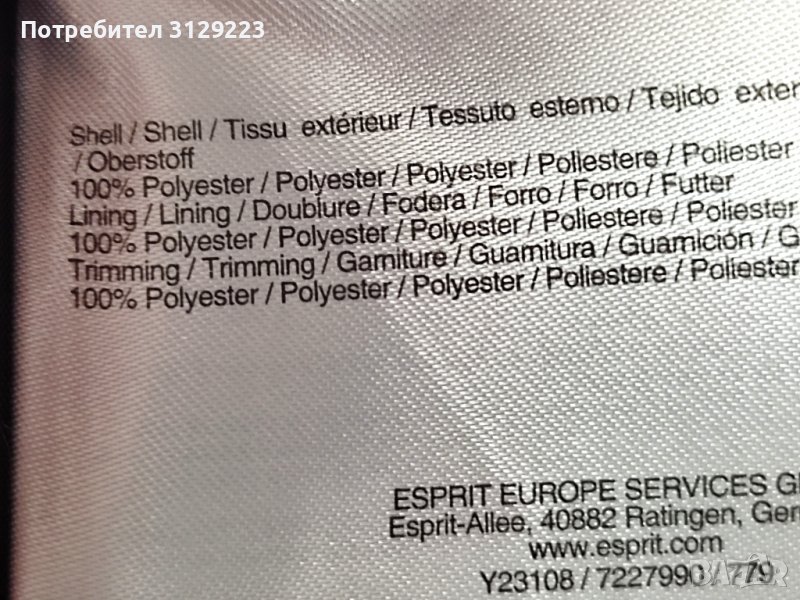 Потребител 3129223
Shell / Shell / Tissu extérieur / Tessuto esterno / Tejido exter
/ Oberstoff
100% Polyester / Polyester / Polyester / Poliestere / Poliester
Lining / Lining / Doublure / Fodera / Forro / Forro / Futter
100% Polyester / Polyester / Polyester / Poliestere / Poliester
Trimming / Trimming / Garniture / Guarnitura / Guarnición / G
100% Polyester / Polyester / Polyester / Poliestere / Poliester
ESPRIT EUROPE SERVICES G
Esprit-Allee, 40882 Ratingen, Ger
www.esprit.com
Y23108 / 7227990 / 779
BAZAR